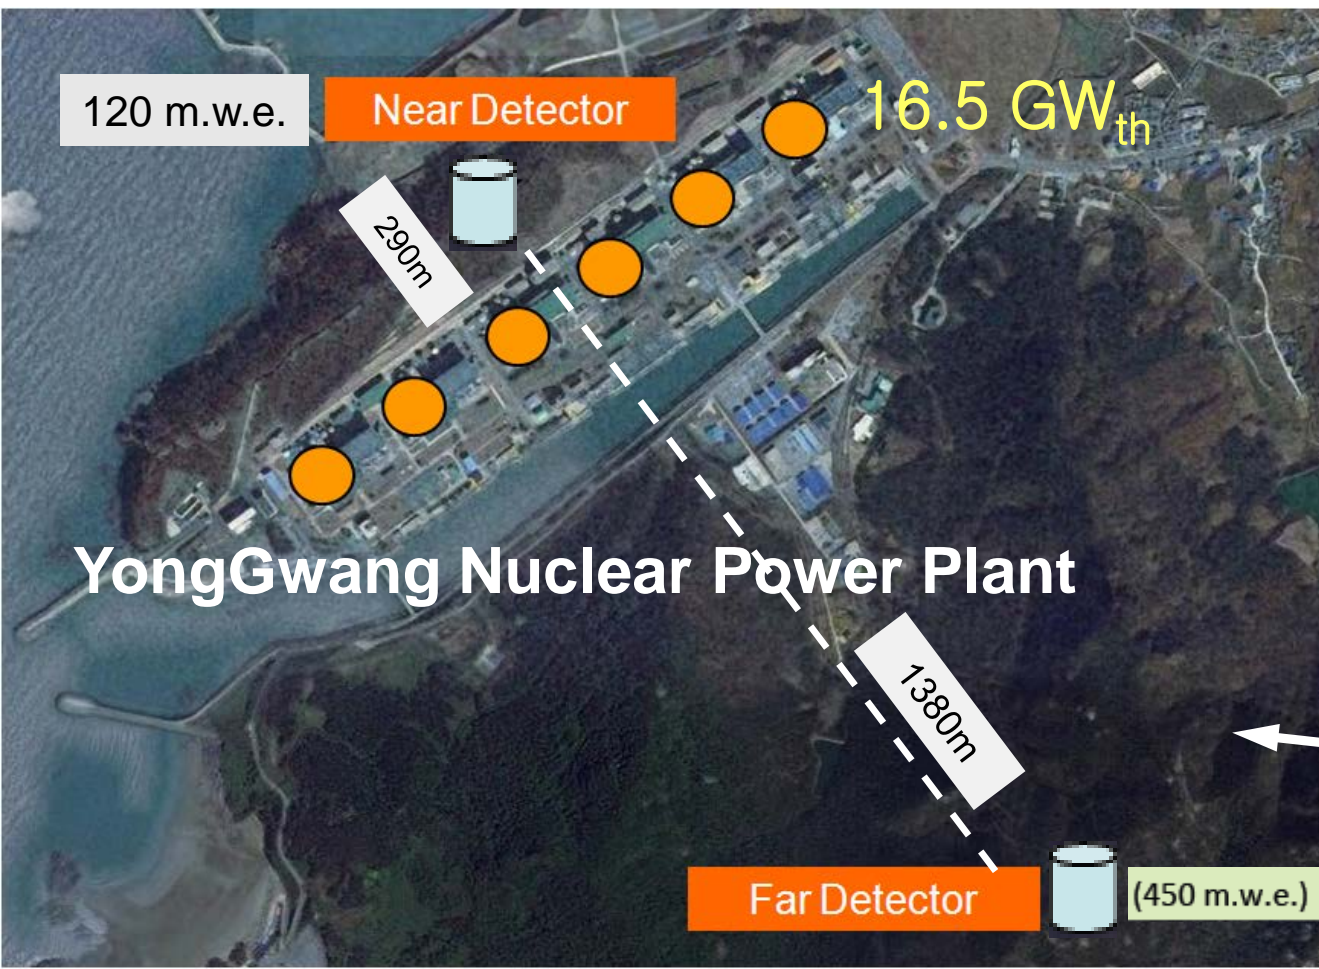 120 m.w.e.
Near Detector
16.5 GWth
290m
YongGwang Nuclear Power Plant
1380m
Far Detector
(450 m.w.e.)